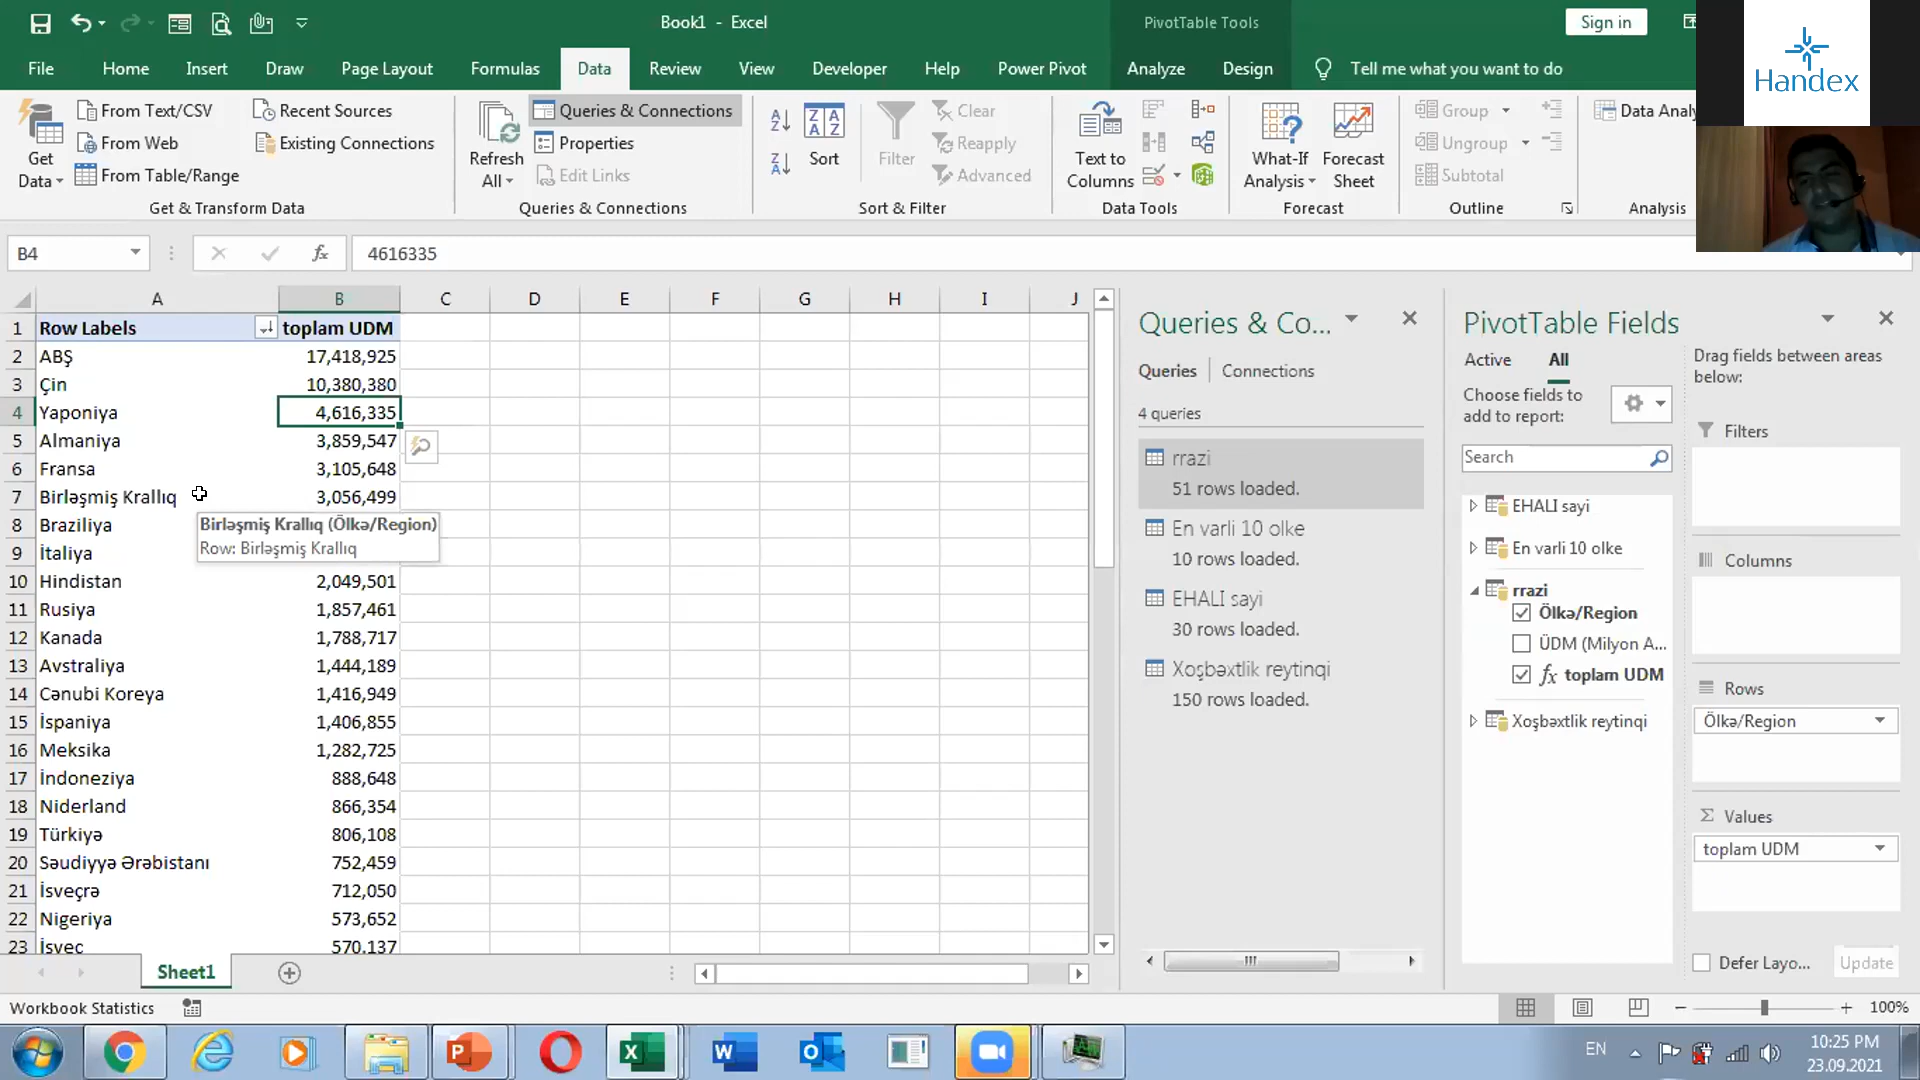 Book1 - Excel
PivotTable Tools
Sign in
File
Home
Insert
Draw
Page Layout
Formulas
Data
Review
View
Developer
Help
Power Pivot
Analyze
Design
Tell me what you want to do
Handex
Get
Data
From Text/CSV
From Web
From Table/Range
Recent Sources
Existing Connections
Get & Transform Data
Refresh
All
Queries & Connections
Properties
Edit Links
Queries & Connections
Sort
Filter
Clear
Reapply
Advanced
Sort & Filter
Text to
Columns
Data Tools
What-If
Analysis
Forecast
Sheet
Forecast
Group
Ungroup
Subtotal
Outline
Data Analy
Analysis
B4
fx
4616335
A B C D E F G H I J
1 Row Labels toplam UDM
2 ABŞ 17,418,925
3 Çin 10,380,380
4 Yaponiya 4,616,335
5 Almaniya 3,859,547
6 Fransa 3,105,648
7 Birləşmiş Krallıq 3,056,499
8 Braziliya
9 İtaliya
Birləşmiş Krallıq (Ölkə/Region)
Row: Birləşmiş Krallıq
10 Hindistan 2,049,501
11 Rusiya 1,857,461
12 Kanada 1,788,717
13 Avstraliya 1,444,189
14 Cənubi Koreya 1,416,949
15 İspaniya 1,406,855
16 Meksika 1,282,725
17 İndoneziya 888,648
18 Niderland 866,354
19 Türkiyə 806,108
20 Səudiyyə Ərəbistanı 752,459
21 İsveçrə 712,050
22 Nigeriya 573,652
23 İsveç 570,137
Queries & Co...
Queries
Connections
4 queries
rrazi
51 rows loaded.
En varli 10 olke
10 rows loaded.
EHALI sayi
30 rows loaded.
Xoşbəxtlik reytinqi
150 rows loaded.
PivotTable Fields
Active
All
Choose fields to
add to report:
Search
EHALI sayi
En varli 10 olke
rrazi
Ölkə/Region
ÜDM (Milyon A...
fx toplam UDM
Xoşbəxtlik reytinqi
Drag fields between areas
below:
Filters
Columns
Rows
Ölkə/Region
Σ Values
toplam UDM
Defer Layo...
Update
Sheet1
Workbook Statistics
100%
EN
10:25 PM
23.09.2021